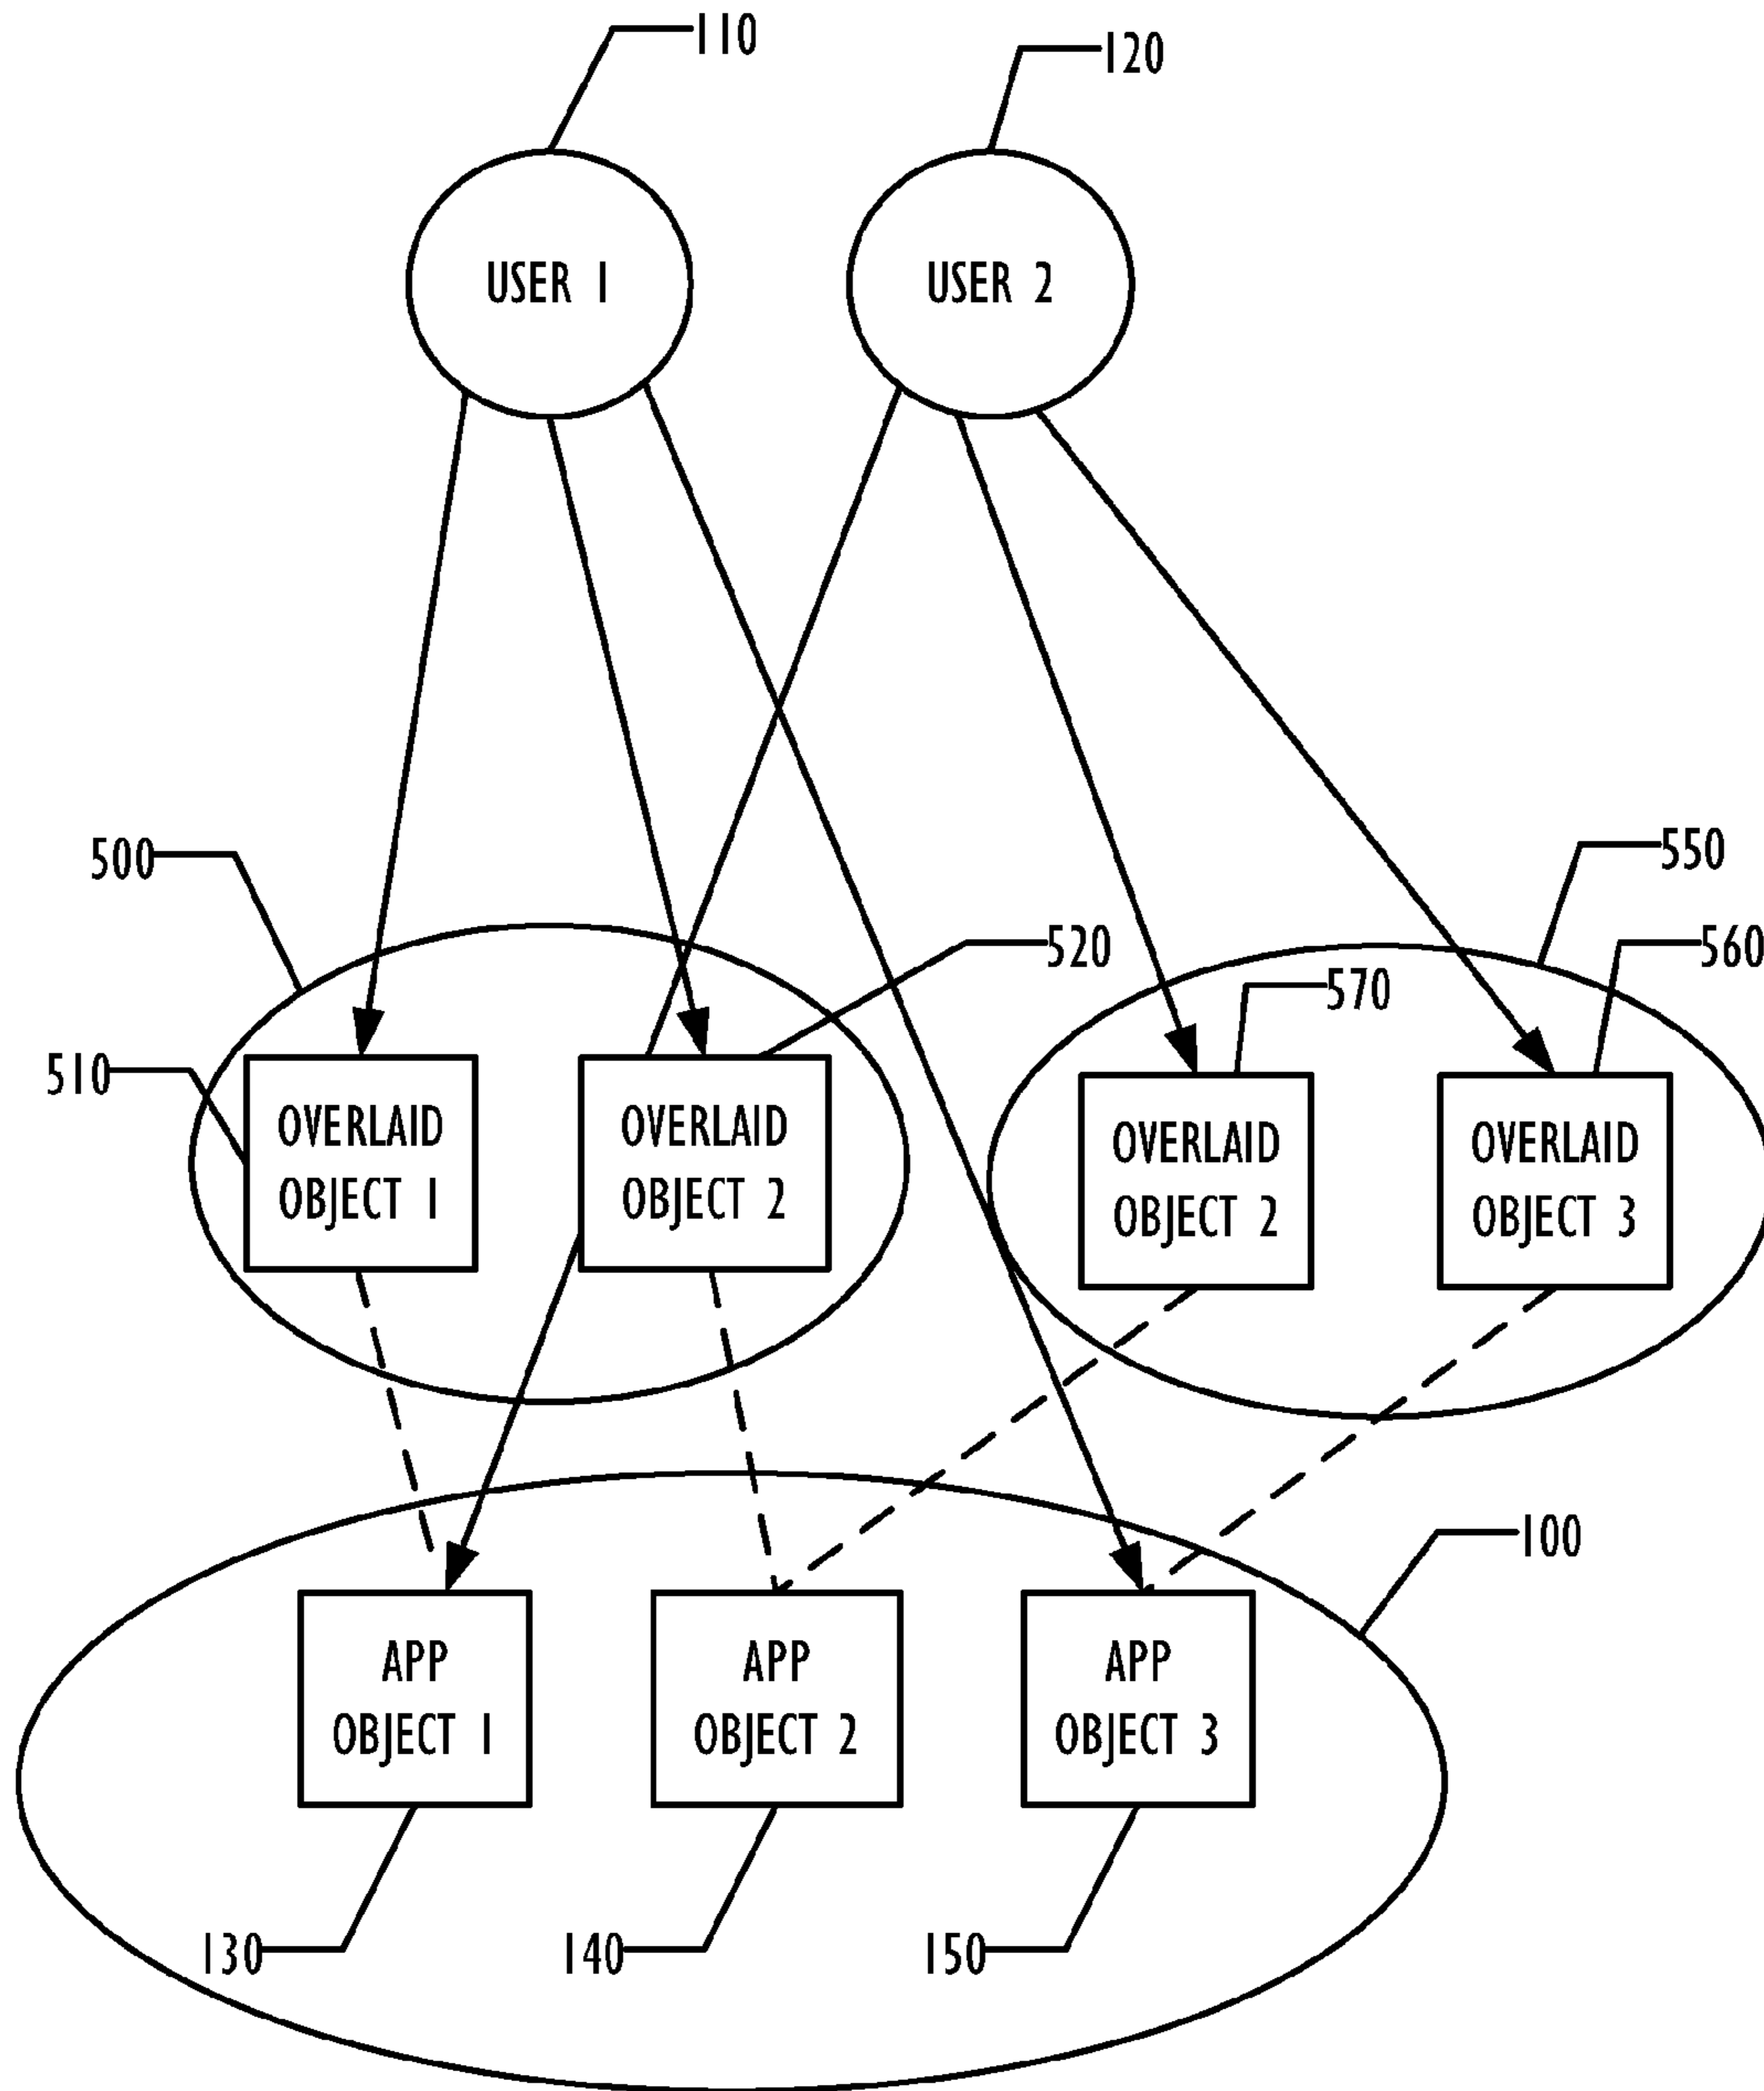 110
120
USER 1
USER 2
500
550
520
560
570
510
OVERLAID
OBJECT 1
OVERLAID
OBJECT 2
OVERLAID
OBJECT 2
OVERLAID
OBJECT 3
100
APP
OBJECT 1
APP
OBJECT 2
APP
OBJECT 3
130
140
150